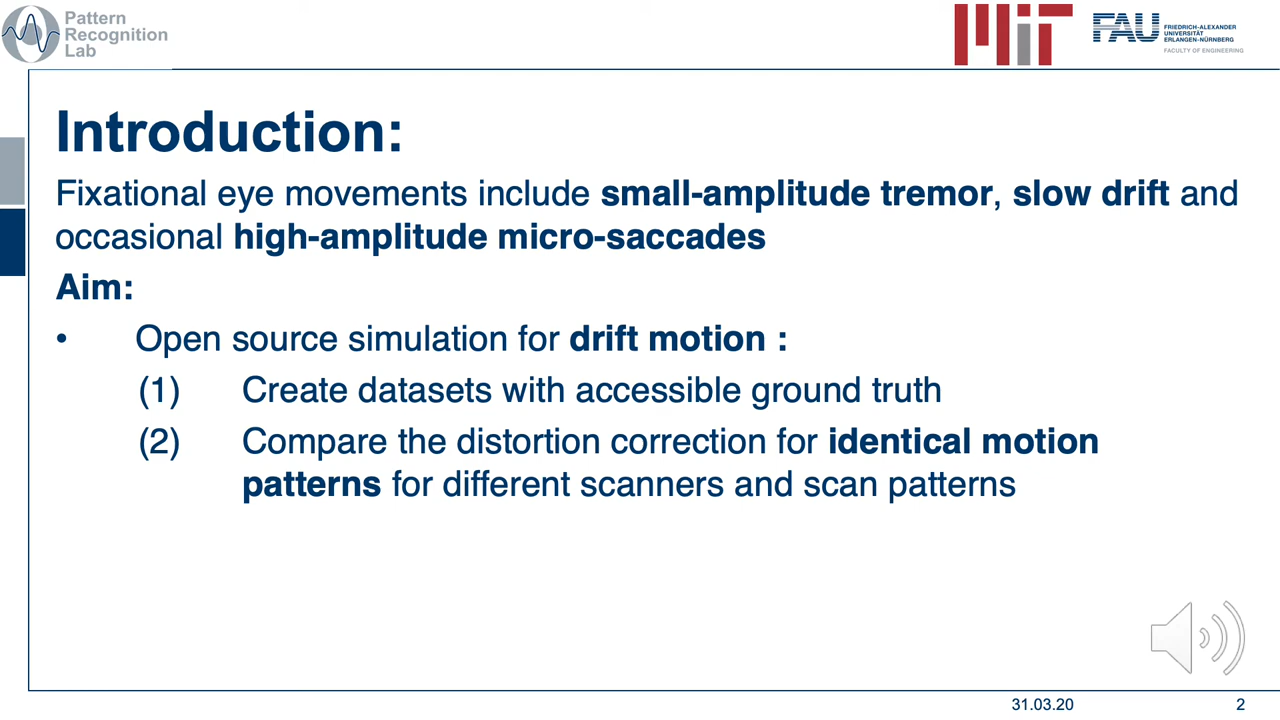 Pattern
Recognition
Lab
MIT
FAU
FRIEDRICH-ALEXANDER
UNIVERSITÄT
ERLANGEN-NÜRNBERG
FACULTY OF ENGINEERING
Introduction:
Fixational eye movements include small-amplitude tremor, slow drift and
occasional high-amplitude micro-saccades
Aim:
• Open source simulation for drift motion :
(1) Create datasets with accessible ground truth
(2) Compare the distortion correction for identical motion
patterns for different scanners and scan patterns
31.03.20 2